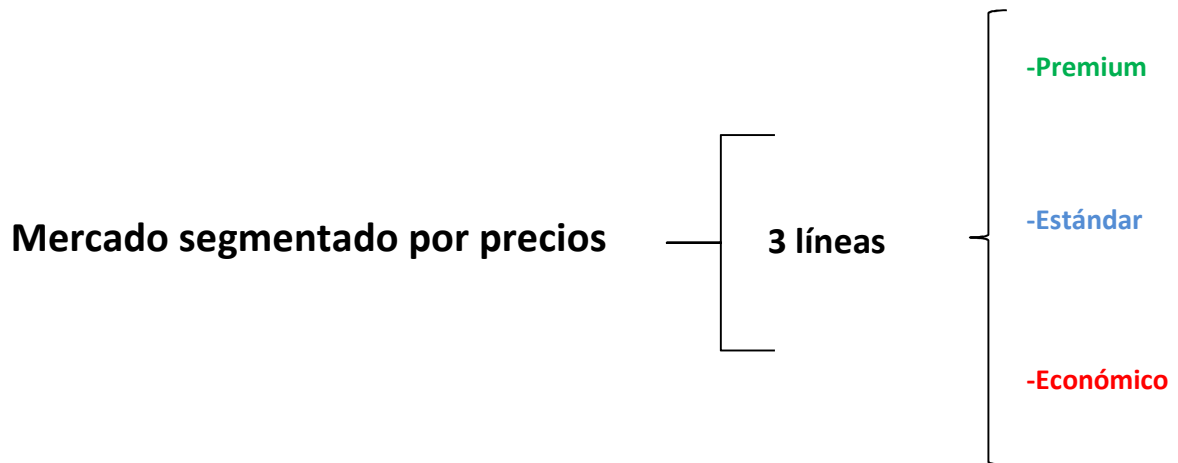 -Premium
Mercado segmentado por precios
3 líneas
-Estándar
-Económico